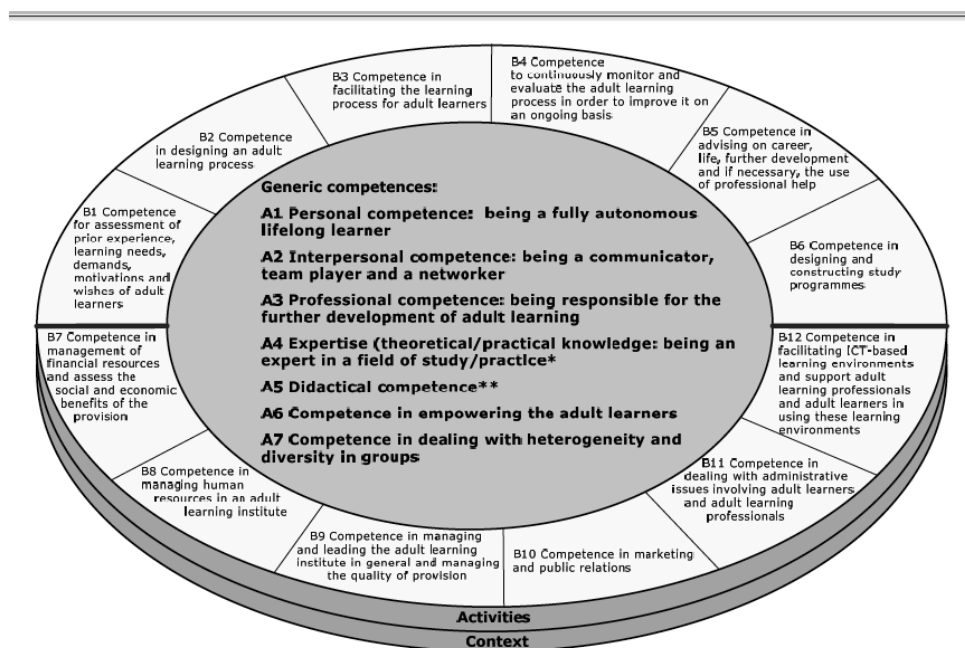 B1 Competence
for assessment of
prior experience,
learning needs,
demands,
motivations and
wishes of adult
learners
B2 Competence
in designing an adult
learning process
B3 Competence in
facilitating the learning
process for adult learners
B4 Competence
to continuously monitor and
evaluate the adult learning
process in order to improve it on
an ongoing basis
B5 Competence in
advising on career,
life, further development
and if necessary, the use
of professional help
B6 Competence in
designing and
constructing study
programmes
Generic competences:
A1 Personal competence: being a fully autonomous
lifelong learner
A2 Interpersonal competence: being a communicator,
team player and a networker
A3 Professional competence: being responsible for the
further development of adult learning
A4 Expertise (theoretical/practical knowledge: being an
expert in a field of study/practice*
A5 Didactical competence**
A6 Competence in empowering the adult learners
A7 Competence in dealing with heterogeneity and
diversity in groups
B7 Competence in
management of
financial resources
and assess the
social and economic
benefits of the
provision
B8 Competence in
managing human
resources in an adult
learning institute
B9 Competence in managing
and leading the adult learning
institute in general and managing
the quality of provision
B10 Competence in marketing
and public relations
B11 Competence in
dealing with administrative
issues involving adult learners
and adult learning
professionals
B12 Competence in
facilitating ICT-based
learning environments
and support adult
learning professionals
and adult learners in
using these learning
environments
Activities
Context